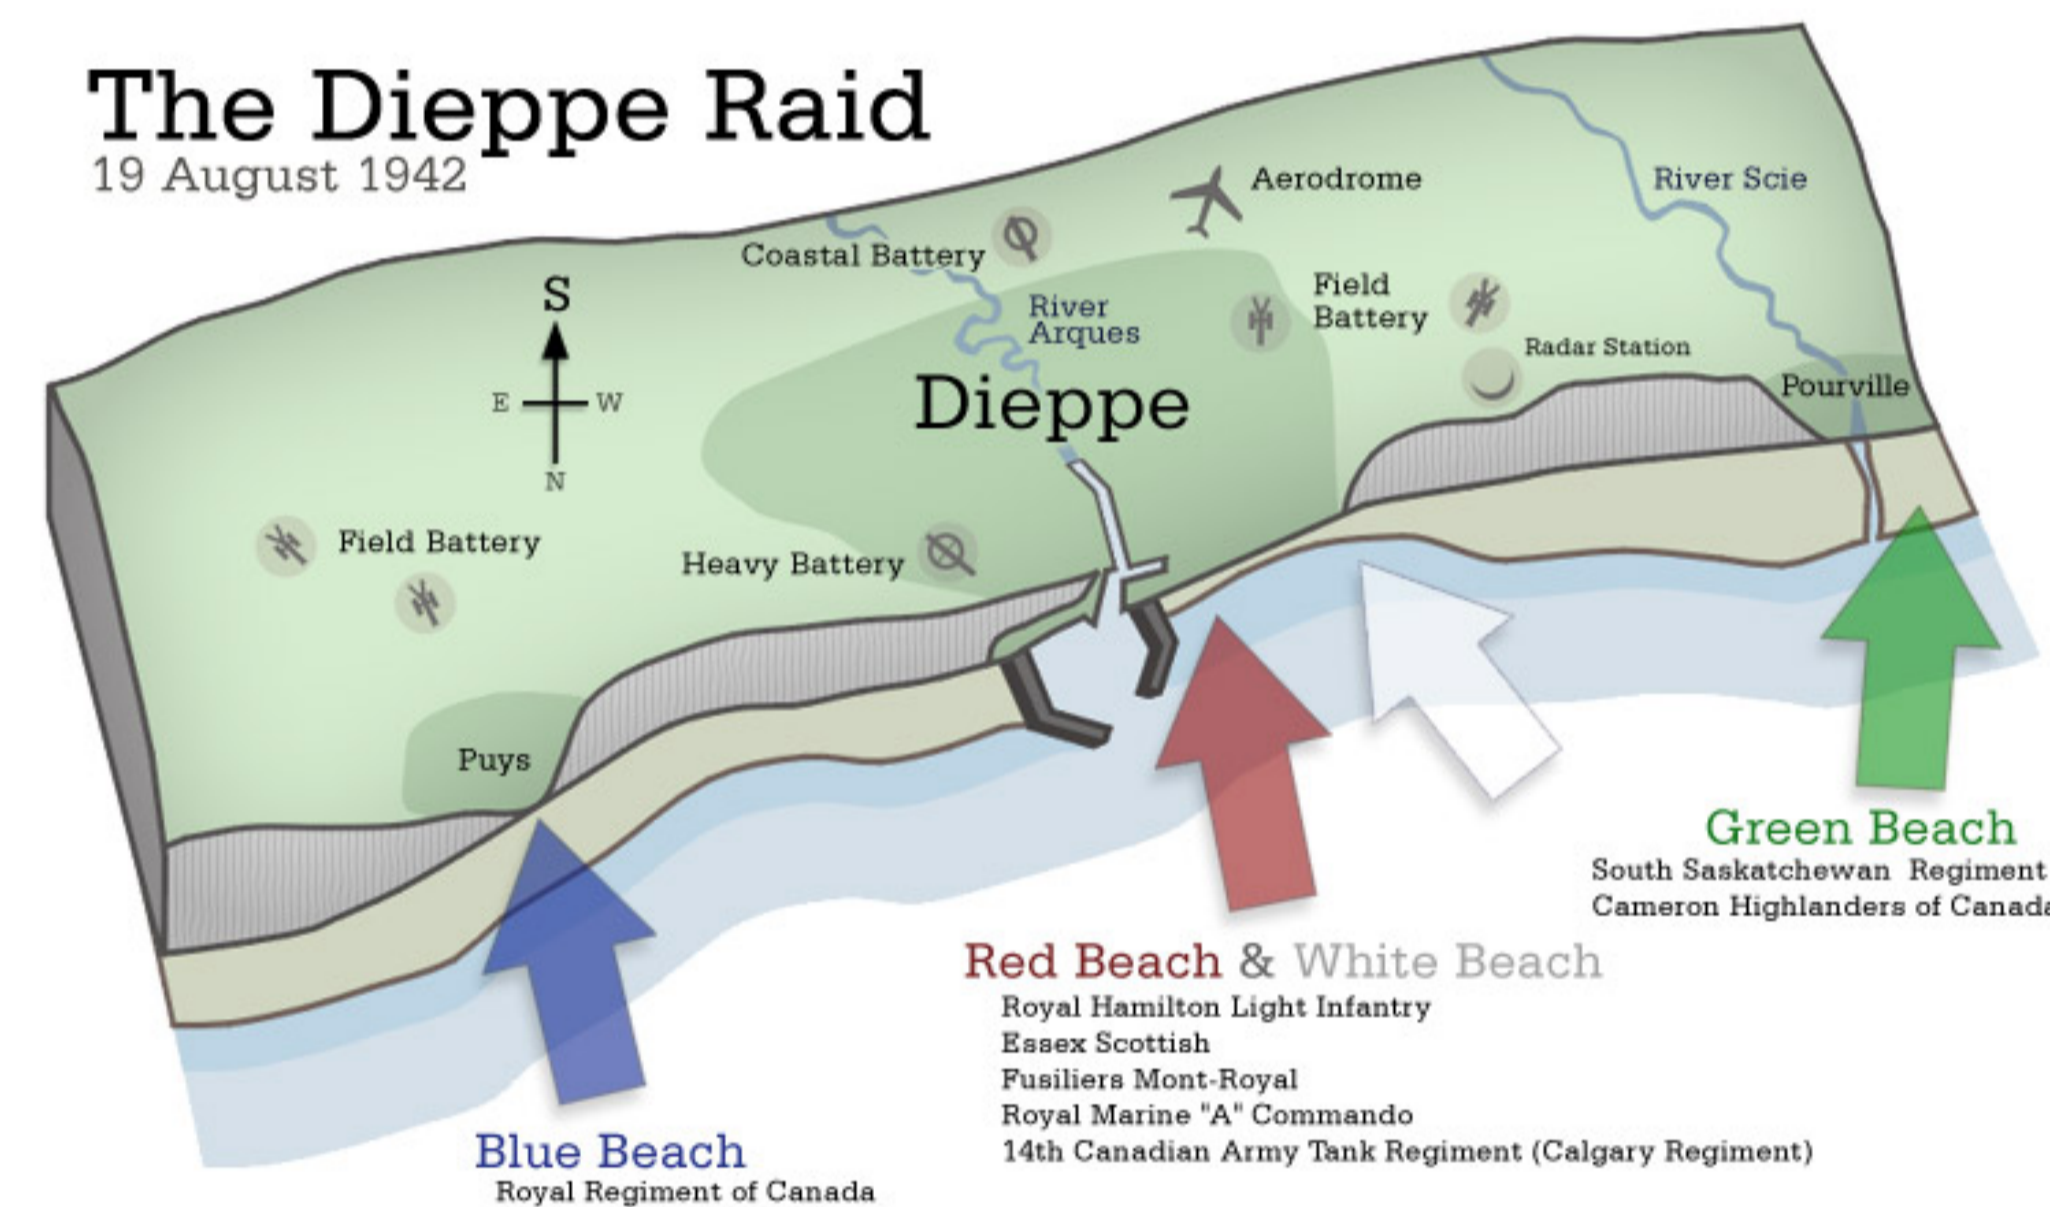 The Dieppe Raid
19 August 1942
Aerodrome
River Scie
Coastal Battery
S
E
W
N
River
Arques
Field
Battery
Radar Station
Pourville
Dieppe
Field Battery
Heavy Battery
Puys
Green Beach
South Saskatchewan Regiment
Cameron Highlanders of Canada
Red Beach & White Beach
Royal Hamilton Light Infantry
Essex Scottish
Fusiliers Mont-Royal
Royal Marine "A" Commando
14th Canadian Army Tank Regiment (Calgary Regiment)
Blue Beach
Royal Regiment of Canada